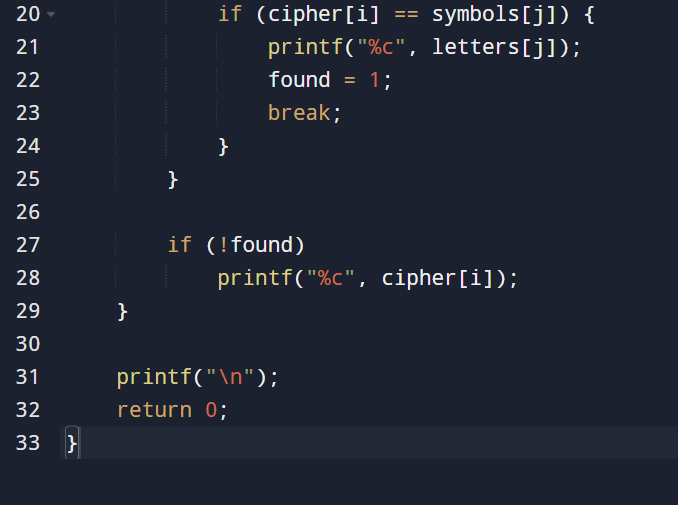 20 if (cipher[i] == symbols[j]) {
21 printf("%c", letters[j]);
22 found = 1;
23 break;
24 }
25 }
26
27 if (!found)
28 printf("%c", cipher[i]);
29 }
30
31 printf("\n");
32 return 0;
33 }